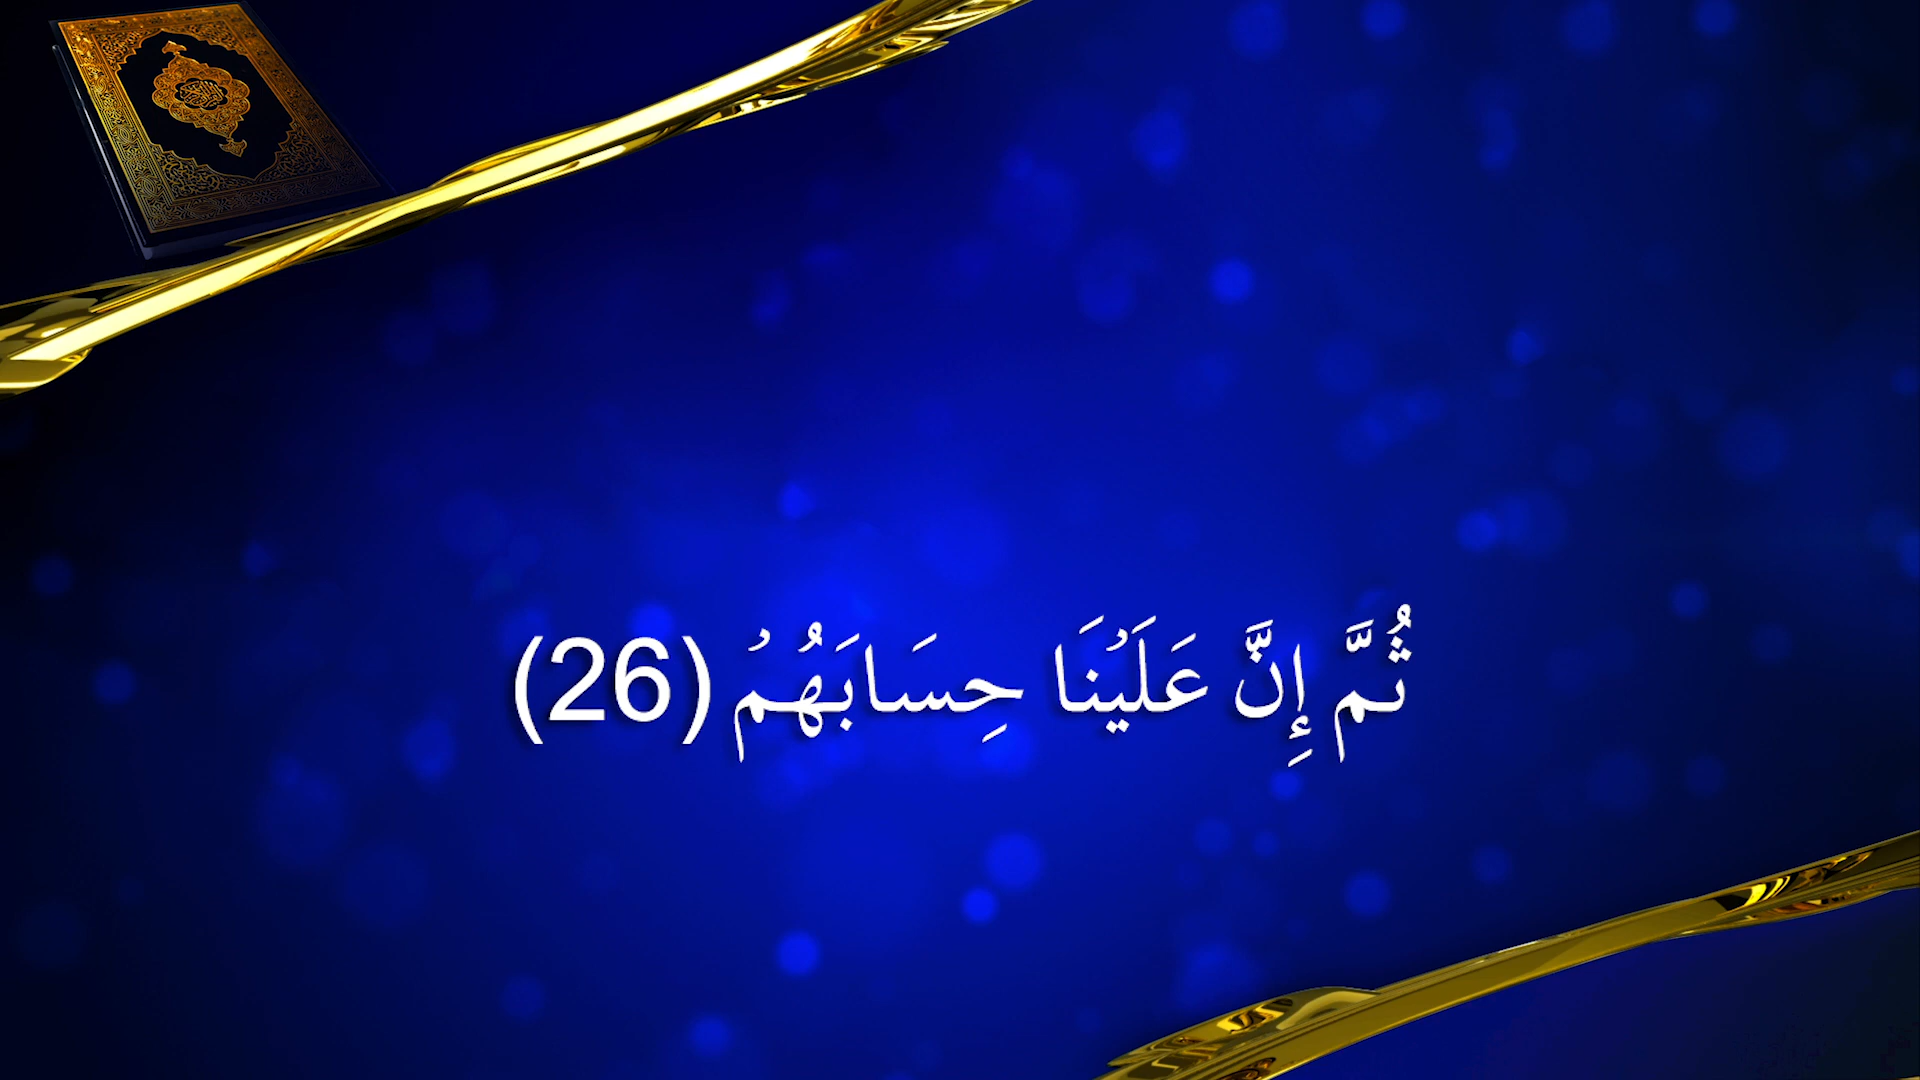 ثُمَّ إِنَّ عَلَيۡنَا حِسَابَهُم (26)